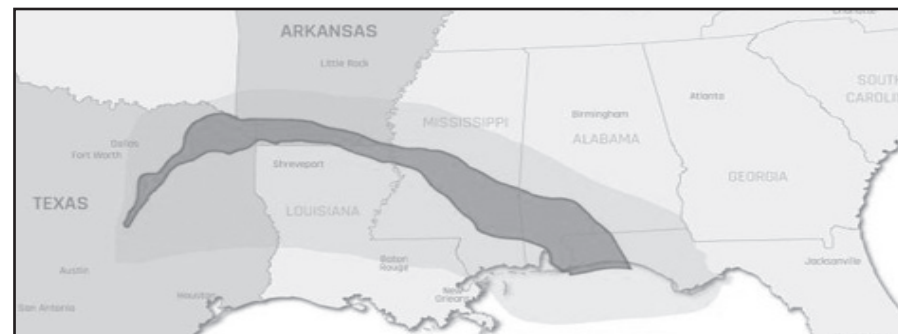 ARKANSAS
Little Rock
SOUTH
CAROLIN
Atlanta
Birmingham
MISSISSIPPI
ALABAMA
Dallas
Fort Worth
Shreveport
GEORGIA
TEXAS
LOUISIANA
Baton
Rouge
Jacksonville
Austin
New
Orleans
Houston
San Antonio